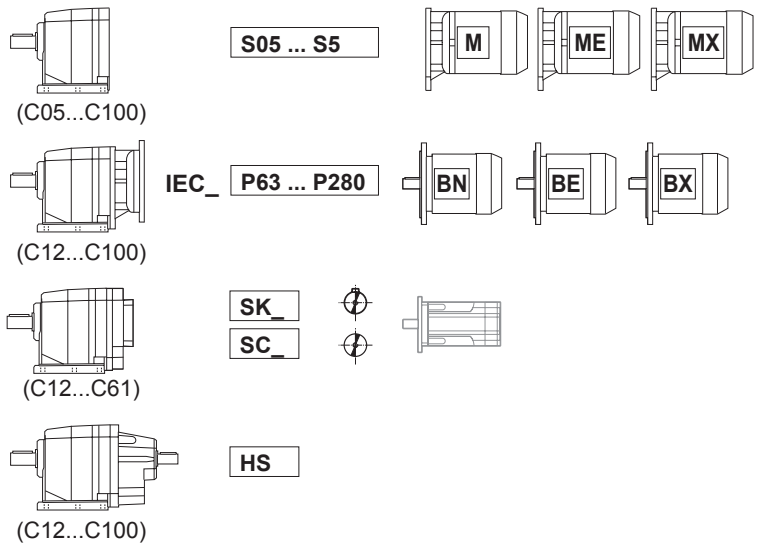 S05 ... S5 M ME MX
(C05...C100)
IEC_ P63 ... P280 BN BE BX
(C12...C100)
SK_
SC_
(C12...C61)
HS
(C12...C100)